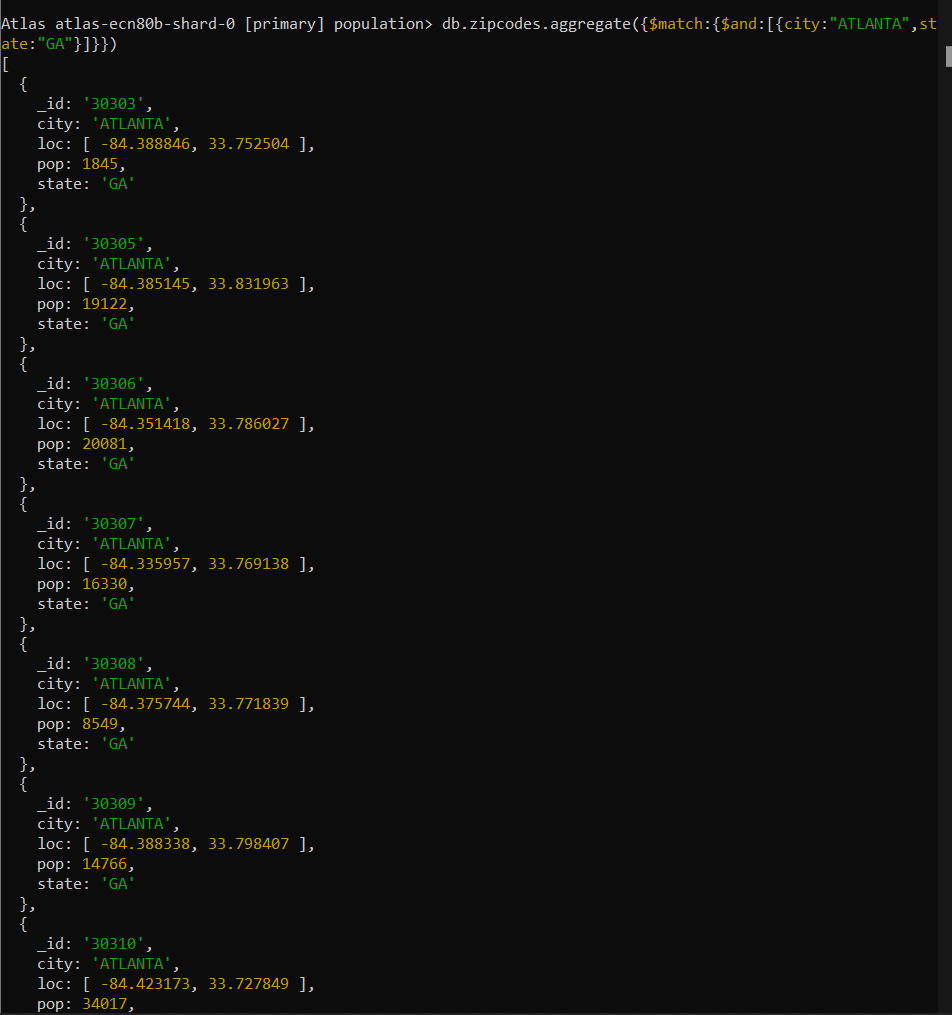 Atlas atlas-ecn80b-shard-0 [primary] population> db.zipcodes.aggregate({$match:{$and:[{city:"ATLANTA",st
ate:"GA"}]}})
[
  {
    _id: '30303',
    city: 'ATLANTA',
    loc: [ -84.388846, 33.752504 ],
    pop: 1845,
    state: 'GA'
  },
  {
    _id: '30305',
    city: 'ATLANTA',
    loc: [ -84.385145, 33.831963 ],
    pop: 19122,
    state: 'GA'
  },
  {
    _id: '30306',
    city: 'ATLANTA',
    loc: [ -84.351418, 33.786027 ],
    pop: 20081,
    state: 'GA'
  },
  {
    _id: '30307',
    city: 'ATLANTA',
    loc: [ -84.335957, 33.769138 ],
    pop: 16330,
    state: 'GA'
  },
  {
    _id: '30308',
    city: 'ATLANTA',
    loc: [ -84.375744, 33.771839 ],
    pop: 8549,
    state: 'GA'
  },
  {
    _id: '30309',
    city: 'ATLANTA',
    loc: [ -84.388338, 33.798407 ],
    pop: 14766,
    state: 'GA'
  },
  {
    _id: '30310',
    city: 'ATLANTA',
    loc: [ -84.423173, 33.727849 ],
    pop: 34017,